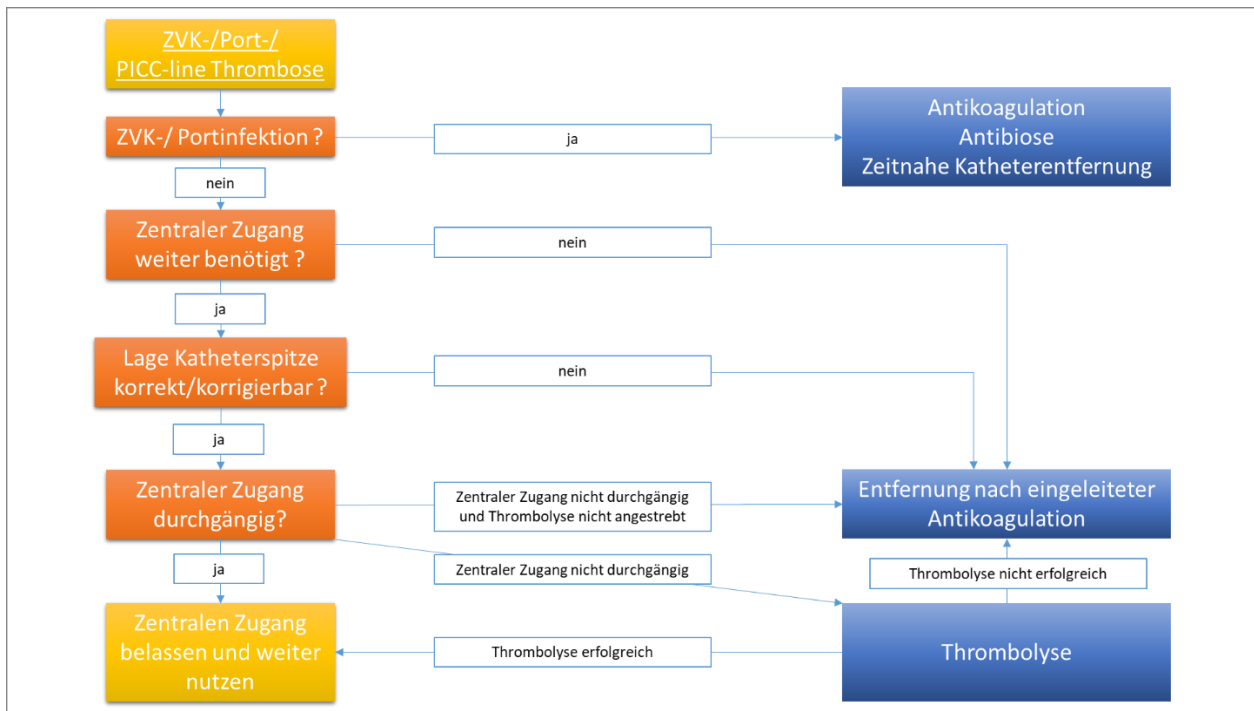 ZVK-/Port-/
PICC-line Thrombose
ZVK-/ Portinfektion ?
ja
Antikoagulation
Antibiose
Zeitnahe Katheterentfernung
nein
Zentraler Zugang
weiter benötigt ?
nein
ja
Lage Katheterspitze
korrekt/korrigierbar ?
nein
ja
Zentraler Zugang
durchgängig?
Zentraler Zugang nicht durchgängig
und Thrombolyse nicht angestrebt
Entfernung nach eingeleiteter
Antikoagulation
ja
Zentraler Zugang nicht durchgängig
Thrombolyse nicht erfolgreich
Zentralen Zugang
belassen und weiter
nutzen
Thrombolyse erfolgreich
Thrombolyse